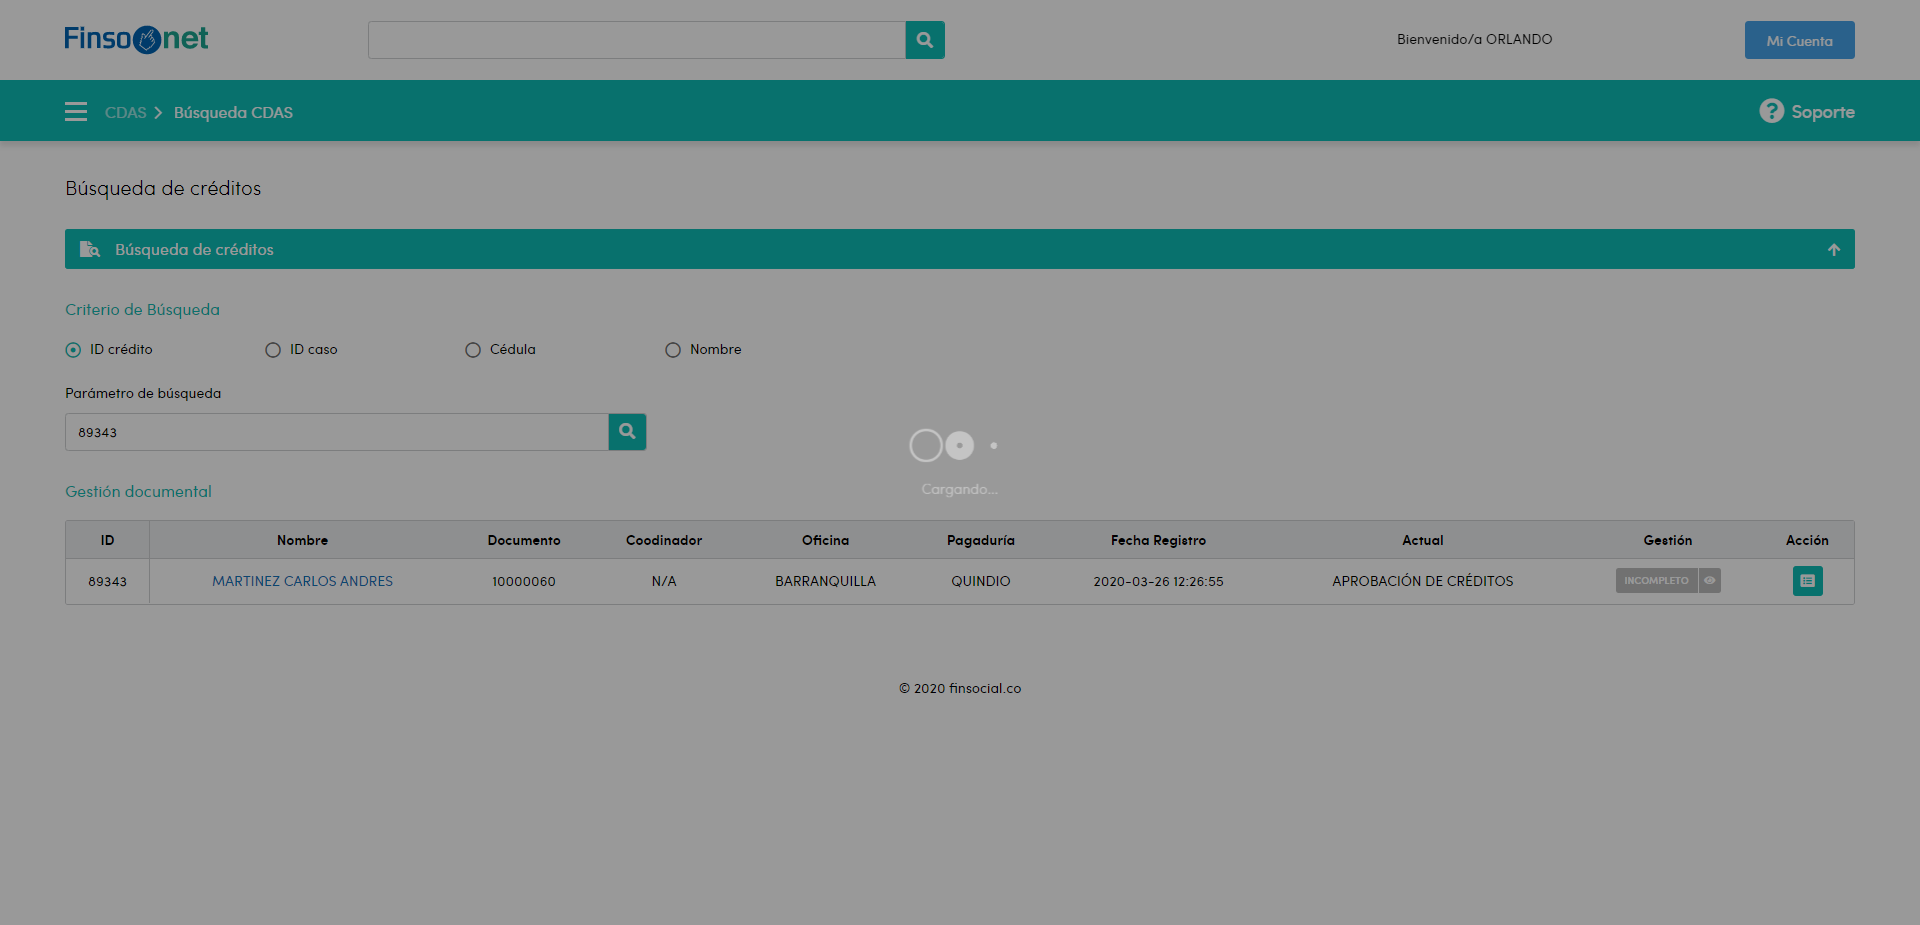 Finsonet
Bienvenido/a ORLANDO
Mi Cuenta
CDAS > Búsqueda CDAS
? Soporte
Búsqueda de créditos
Búsqueda de créditos
Criterio de Búsqueda
ID crédito ID caso Cédula Nombre
Parámetro de búsqueda
89343
Cargando...
Gestión documental
ID Nombre Documento Coodinador Oficina Pagaduría Fecha Registro Actual Gestión Acción
89343 MARTINEZ CARLOS ANDRES 10000060 N/A BARRANQUILLA QUINDIO 2020-03-26 12:26:55 APROBACIÓN DE CRÉDITOS INCOMPLETO
© 2020 finsocial.co